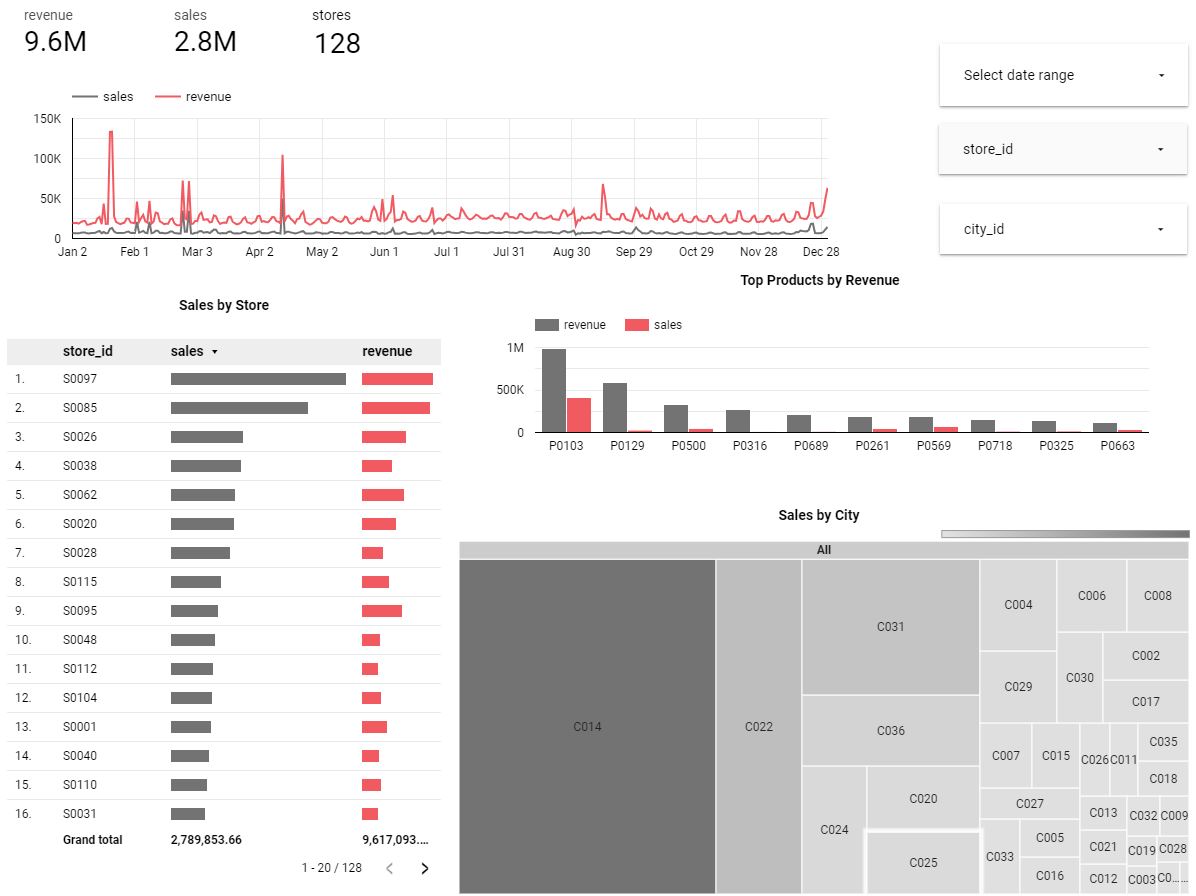 revenue sales stores
9.6M 2.8M 128
Select date range
store_id
city_id
sales revenue
150K
100K
50K
0
Jan 2 Feb 1 Mar 3 Apr 2 May 2 Jun 1 Jul 1 Jul 31 Aug 30 Sep 29 Oct 29 Nov 28 Dec 28
Top Products by Revenue
revenue sales
1M
500K
0
P0103 P0129 P0500 P0316 P0689 P0261 P0569 P0718 P0325 P0663
Sales by Store
store_id sales revenue
1. S0097
2. S0085
3. S0026
4. S0038
5. S0062
6. S0020
7. S0028
8. S0115
9. S0095
10. S0048
11. S0112
12. S0104
13. S0001
14. S0040
15. S0110
16. S0031
Grand total 2,789,853.66 9,617,093....
1 - 20 / 128
Sales by City
All
C014
C022
C031
C036
C024
C020
C025
C004
C006
C008
C029
C030
C002
C017
C007
C015
C026
C011
C035
C018
C027
C013
C032
C009
C033
C005
C016
C021
C019
C028
C012
C003
C0...
...